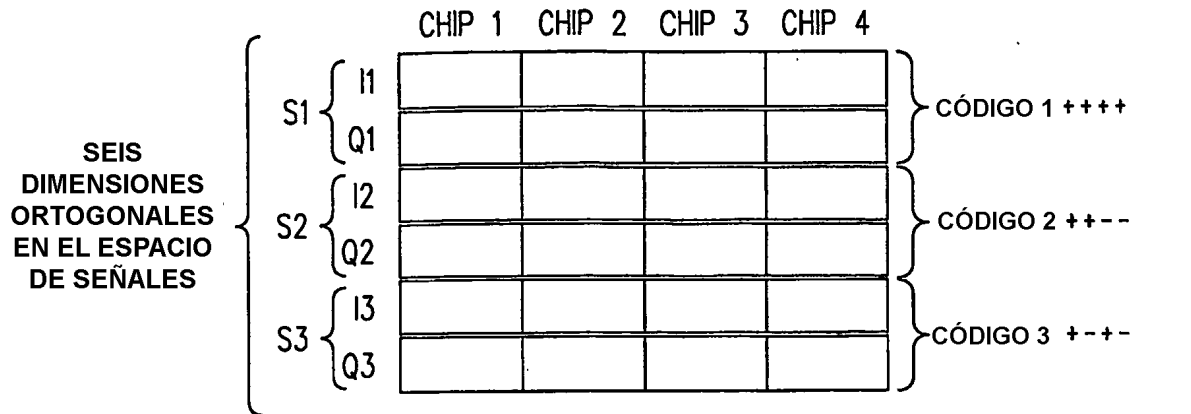 CHIP 1 CHIP 2 CHIP 3 CHIP 4
SEIS
DIMENSIONES
ORTOGONALES
EN EL ESPACIO
DE SEÑALES
S1
I1
Q1
CÓDIGO 1 ++++
S2
I2
Q2
CÓDIGO 2 ++--
S3
I3
Q3
CÓDIGO 3 +-+-